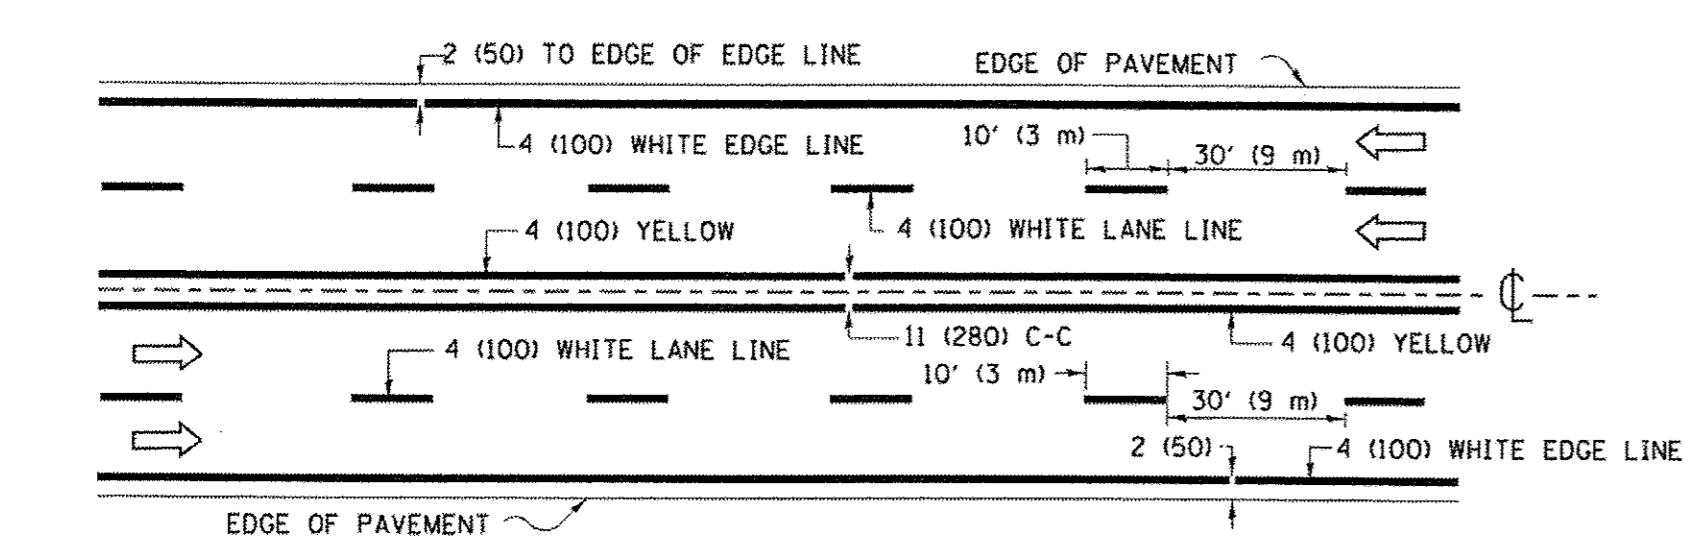 2 (50) TO EDGE OF EDGE LINE
EDGE OF PAVEMENT
4 (100) WHITE EDGE LINE
10' (3 m)
30' (9 m)
4 (100) YELLOW
4 (100) WHITE LANE LINE
11 (280) C-C
4 (100) YELLOW
4 (100) WHITE LANE LINE
10' (3 m)
30' (9 m)
2 (50)
4 (100) WHITE EDGE LINE
EDGE OF PAVEMENT